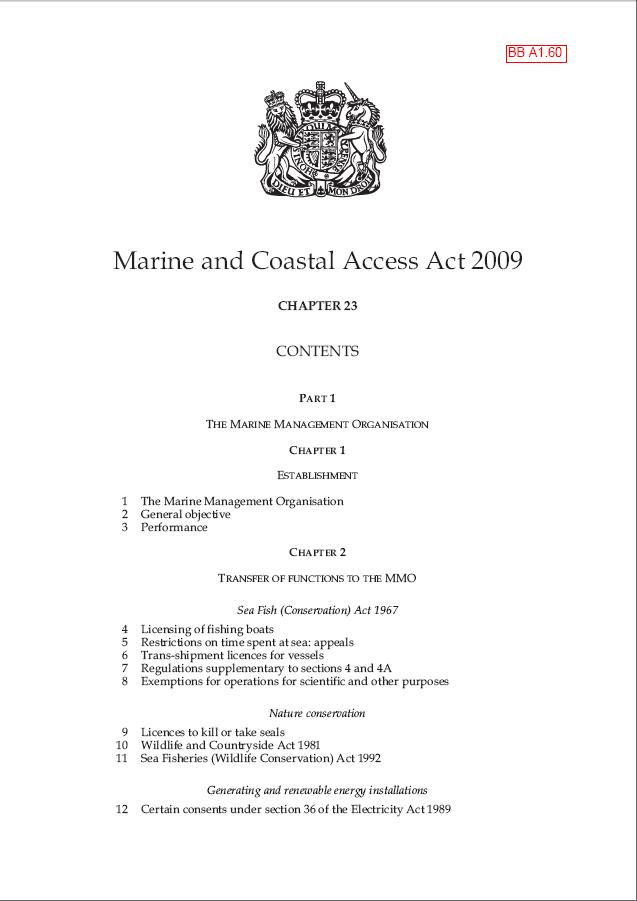 BB A1.60
DIEU ET MON DROIT
Marine and Coastal Access Act 2009
CHAPTER 23
CONTENTS
PART 1
THE MARINE MANAGEMENT ORGANISATION
CHAPTER 1
ESTABLISHMENT
1 The Marine Management Organisation
2 General objective
3 Performance
CHAPTER 2
TRANSFER OF FUNCTIONS TO THE MMO
Sea Fish (Conservation) Act 1967
4 Licensing of fishing boats
5 Restrictions on time spent at sea: appeals
6 Trans-shipment licences for vessels
7 Regulations supplementary to sections 4 and 4A
8 Exemptions for operations for scientific and other purposes
Nature conservation
9 Licences to kill or take seals
10 Wildlife and Countryside Act 1981
11 Sea Fisheries (Wildlife Conservation) Act 1992
Generating and renewable energy installations
12 Certain consents under section 36 of the Electricity Act 1989